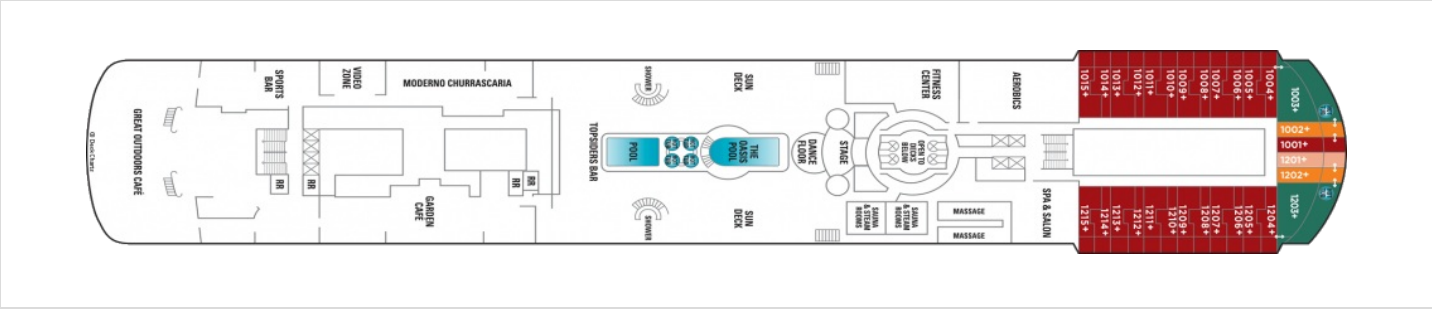 © DeckCharts
GREAT OUTDOORS CAFÉ
SPORTS
BAR
VIDEO
ZONE
MODERNO CHURRASCARIA
RR
RR
GARDEN
CAFÉ
RR
RR
TOPSIDERS BAR
SHOWER
SHOWER
POOL
THE
OASIS
POOL
SUN
DECK
SUN
DECK
DANCE
FLOOR
STAGE
FITNESS
CENTER
OPEN TO
DECKS
BELOW
AEROBICS
SAUNA
& STEAM
ROOMS
SAUNA
& STEAM
ROOMS
MASSAGE
MASSAGE
SPA & SALON
1015+
1014+
1013+
1012+
1011+
1010+
1009+
1008+
1007+
1006+
1005+
1004+
1003+
1002+
1001+
1201+
1202+
1203+
1215+
1214+
1213+
1212+
1211+
1210+
1209+
1208+
1207+
1206+
1205+
1204+